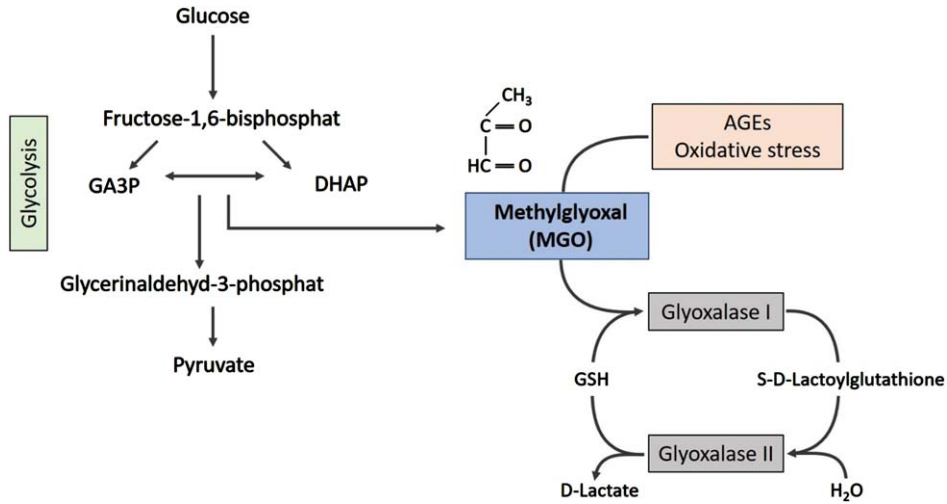 Glucose
Fructose-1,6-bisphosphat
GA3P
DHAP
Glycolysis
Glycerinaldehyd-3-phosphat
Pyruvate
CH3
C = O
HC = O
AGEs
Oxidative stress
Methylglyoxal
(MGO)
Glyoxalase I
GSH
S-D-Lactoylglutathione
Glyoxalase II
D-Lactate
H2O